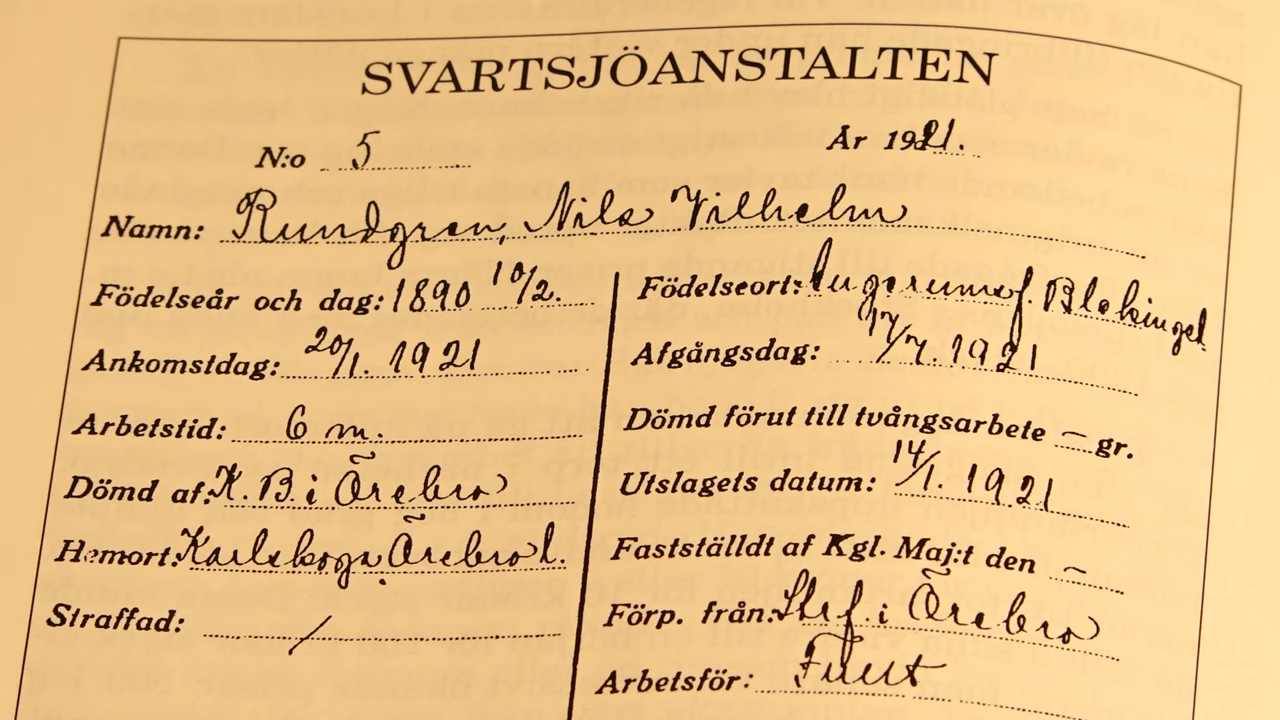 SVARTSJÖANSTALTEN
N:o 5 År 1921.
Namn: Rundgren, Nils Vilhelm
Födelseår och dag: 1890 10/2. Födelseort: f. Blekingel
Ankomstdag: 20/1. 1921 Afgångsdag: 17/7. 1921
Arbetstid: 6 m. Dömd förut till tvångsarbete — gr.
Dömd af: K. B. i Örebro Utslagets datum: 14/1. 1921
Hemort: Karlskoga, Örebro l. Fastställdt af Kgl. Maj:t den —
Straffad: / Förp. från: Strf. i Örebro
Arbetsför: Fullt